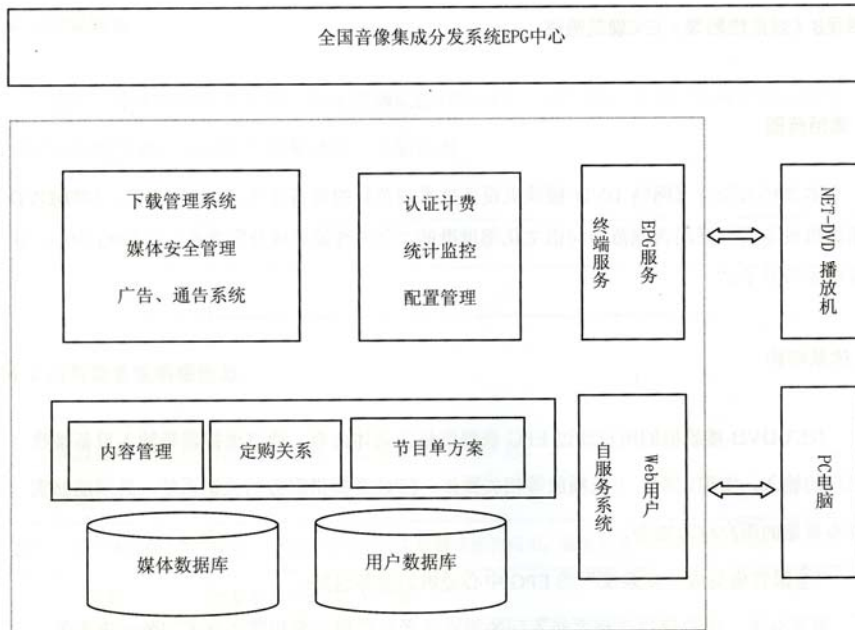 全国音像集成分发系统EPG中心
下载管理系统
媒体安全管理
广告、通告系统
认证计费
统计监控
配置管理
EPG服务
终端服务
NET-DVD 播放机
内容管理
定购关系
节目单方案
Web用户
自服务系统
PC电脑
媒体数据库
用户数据库